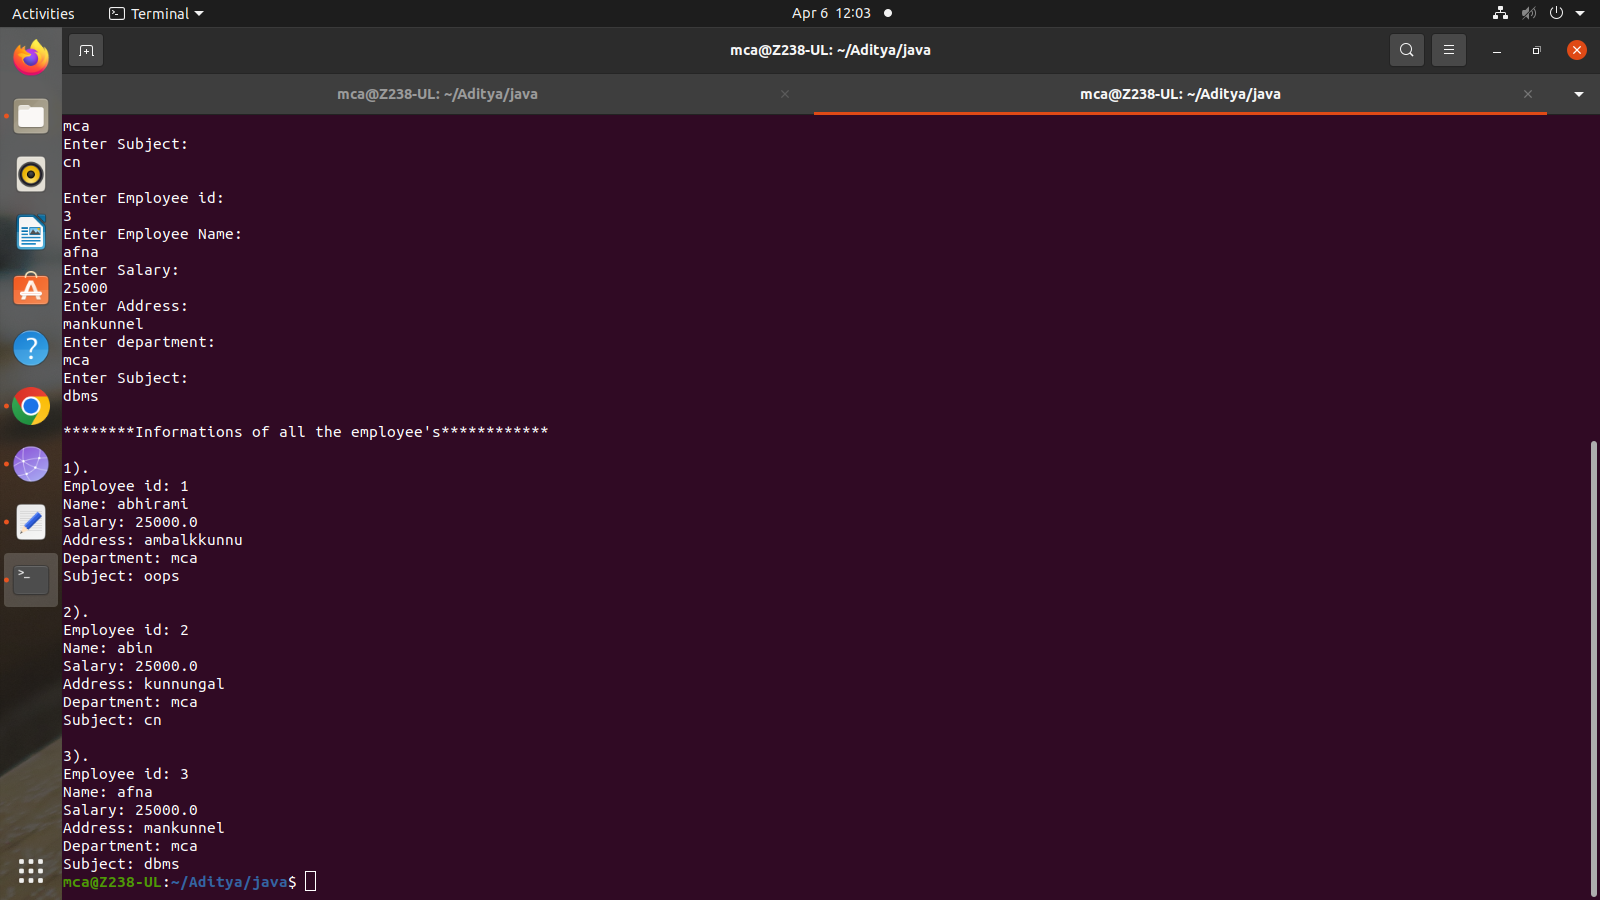 Activities
Terminal
Apr 6 12:03
mca@Z238-UL: ~/Aditya/java
mca@Z238-UL: ~/Aditya/java
mca@Z238-UL: ~/Aditya/java
mca
Enter Subject:
cn
Enter Employee id:
3
Enter Employee Name:
afna
Enter Salary:
25000
Enter Address:
mankunnel
Enter department:
mca
Enter Subject:
dbms
********Informations of all the employee's************
1).
Employee id: 1
Name: abhirami
Salary: 25000.0
Address: ambalkkunnu
Department: mca
Subject: oops
2).
Employee id: 2
Name: abin
Salary: 25000.0
Address: kunnungal
Department: mca
Subject: cn
3).
Employee id: 3
Name: afna
Salary: 25000.0
Address: mankunnel
Department: mca
Subject: dbms
mca@Z238-UL:~/Aditya/java$